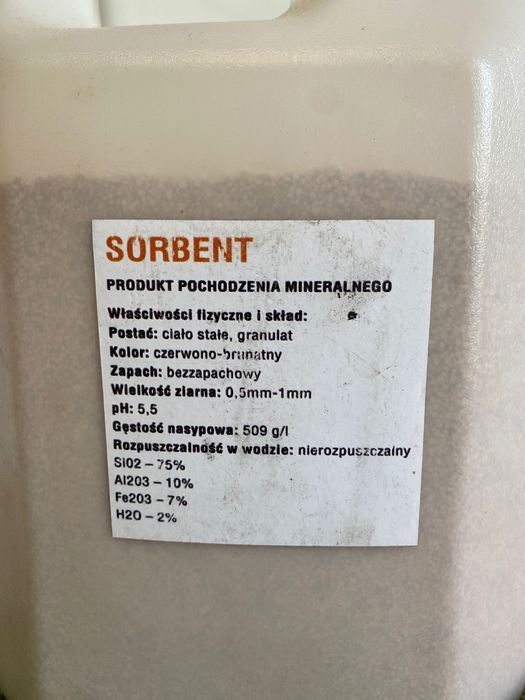 SORBENT
PRODUKT POCHODZENIA MINERALNEGO
Właściwości fizyczne i skład:
Postać: ciało stałe, granulat
Kolor: czerwono-brunatny
Zapach: bezzapachowy
Wielkość ziarna: 0,5mm-1mm
pH: 5,5
Gęstość nasypowa: 509 g/l
Rozpuszczalność w wodzie: nierozpuszczalny
SiO2 – 75%
Al2O3 – 10%
Fe2O3 – 7%
H2O – 2%